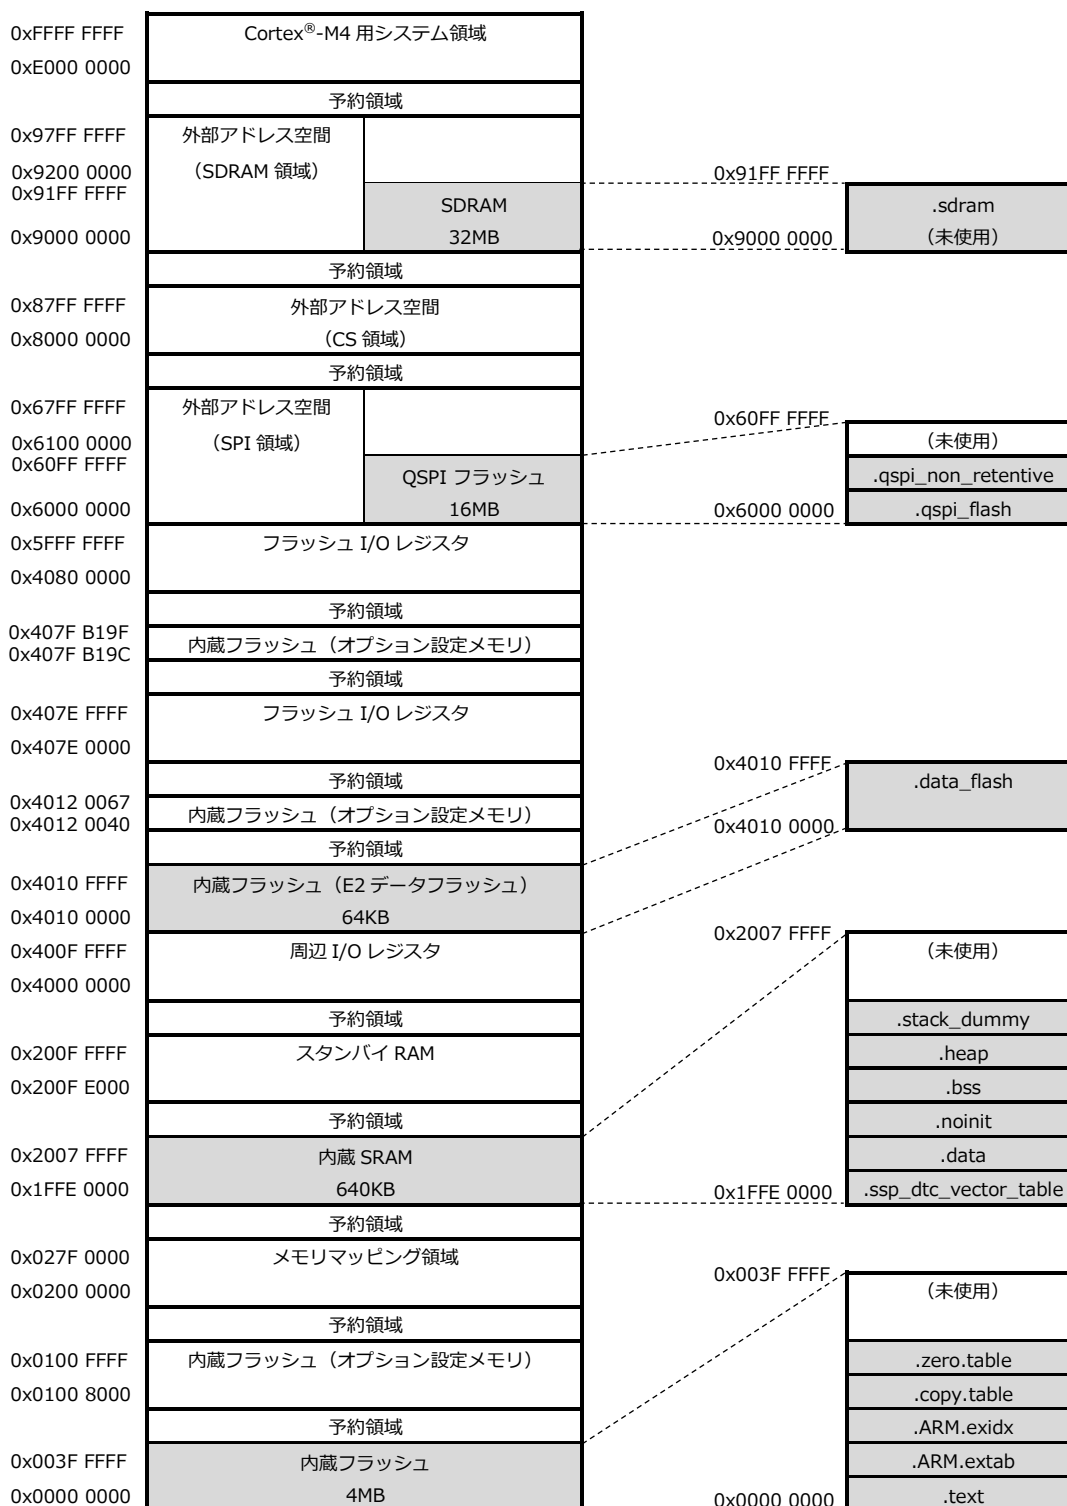 0xFFFF FFFF
Cortex®-M4 用システム領域
0xE000 0000
予約領域
0x97FF FFFF
外部アドレス空間
0x9200 0000
（SDRAM 領域）
0x91FF FFFF
0x91FF FFFF
SDRAM
.sdram
0x9000 0000
32MB
0x9000 0000
（未使用）
予約領域
0x87FF FFFF
外部アドレス空間
0x8000 0000
（CS 領域）
予約領域
0x67FF FFFF
外部アドレス空間
0x60FF FFFF
0x6100 0000
（SPI 領域）
（未使用）
0x60FF FFFF
QSPI フラッシュ
.qspi_non_retentive
0x6000 0000
16MB
0x6000 0000
.qspi_flash
0x5FFF FFFF
フラッシュ I/O レジスタ
0x4080 0000
予約領域
0x407F B19F
内蔵フラッシュ（オプション設定メモリ）
0x407F B19C
予約領域
0x407E FFFF
フラッシュ I/O レジスタ
0x407E 0000
0x4010 FFFF
予約領域
.data_flash
0x4012 0067
内蔵フラッシュ（オプション設定メモリ）
0x4012 0040
0x4010 0000
予約領域
0x4010 FFFF
内蔵フラッシュ（E2 データフラッシュ）
0x4010 0000
64KB
0x2007 FFFF
0x400F FFFF
周辺 I/O レジスタ
（未使用）
0x4000 0000
予約領域
.stack_dummy
0x200F FFFF
スタンバイ RAM
.heap
0x200F E000
.bss
予約領域
.noinit
0x2007 FFFF
内蔵 SRAM
.data
0x1FFE 0000
640KB
0x1FFE 0000
.ssp_dtc_vector_table
予約領域
0x027F 0000
メモリマッピング領域
0x003F FFFF
0x0200 0000
（未使用）
予約領域
0x0100 FFFF
内蔵フラッシュ（オプション設定メモリ）
.zero.table
0x0100 8000
.copy.table
予約領域
.ARM.exidx
0x003F FFFF
内蔵フラッシュ
.ARM.extab
0x0000 0000
4MB
0x0000 0000
.text